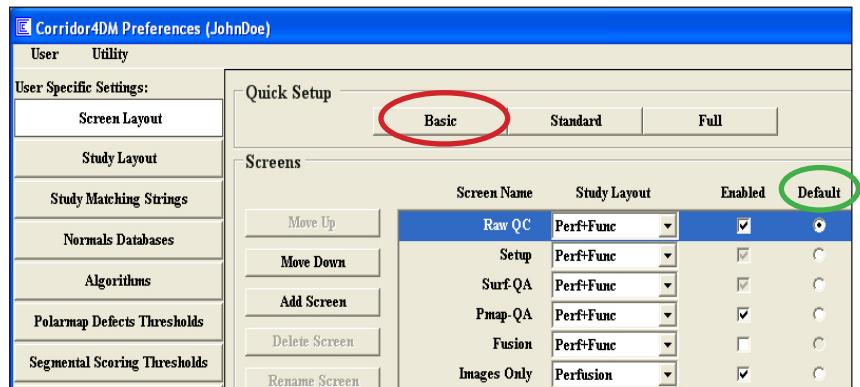 Corridor4DM Preferences (JohnDoe)
User Utility
User Specific Settings:
Screen Layout
Study Layout
Study Matching Strings
Normals Databases
Algorithms
Polarmap Defects Thresholds
Segmental Scoring Thresholds
Quick Setup
Basic Standard Full
Screens
Move Up
Move Down
Add Screen
Delete Screen
Rename Screen
Screen Name Study Layout Enabled Default
Raw QC Perf+Func
Setup Perf+Func
Surf-QA Perf+Func
Pmap-QA Perf+Func
Fusion Perf+Func
Images Only Perfusion